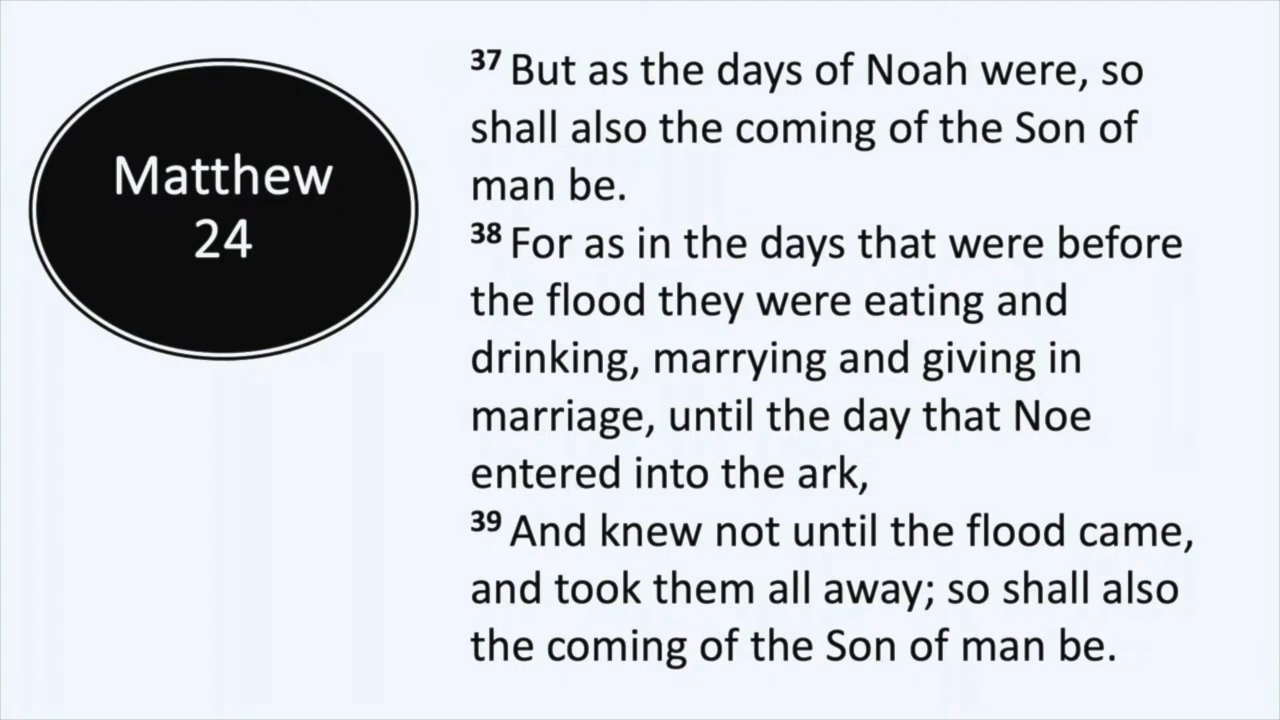 Matthew
24
37 But as the days of Noah were, so
shall also the coming of the Son of
man be.
38 For as in the days that were before
the flood they were eating and
drinking, marrying and giving in
marriage, until the day that Noe
entered into the ark,
39 And knew not until the flood came,
and took them all away; so shall also
the coming of the Son of man be.